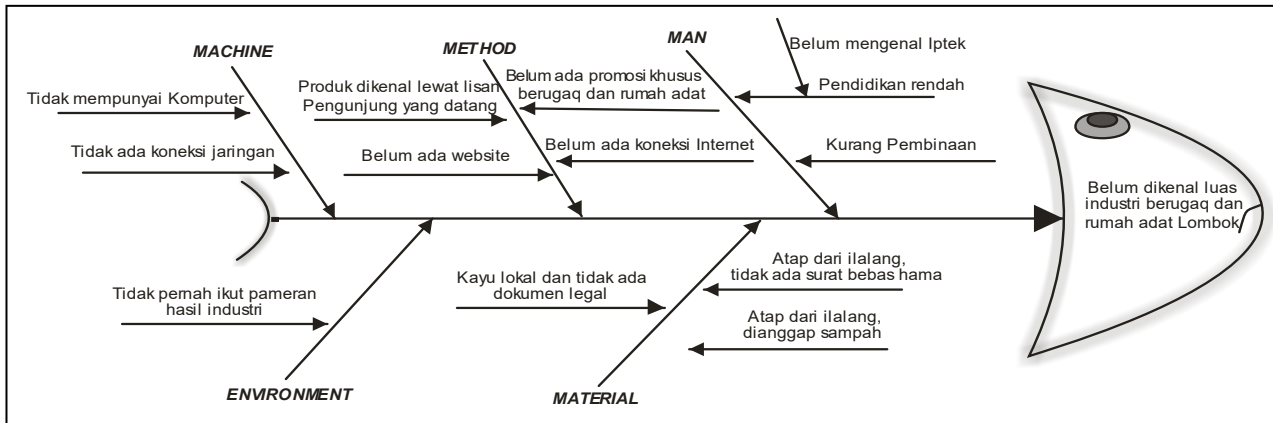 MACHINE
Tidak mempunyai Komputer
Tidak ada koneksi jaringan
METHOD
Produk dikenal lewat lisan
Pengunjung yang datang
Belum ada website
Belum ada promosi khusus
berugaq dan rumah adat
Belum ada koneksi Internet
MAN
Belum mengenal Iptek
Pendidikan rendah
Kurang Pembinaan
Belum dikenal luas
industri berugaq dan
rumah adat Lombok
Tidak pernah ikut pameran
hasil industri
ENVIRONMENT
Kayu lokal dan tidak ada
dokumen legal
Atap dari ilalang,
tidak ada surat bebas hama
Atap dari ilalang,
dianggap sampah
MATERIAL